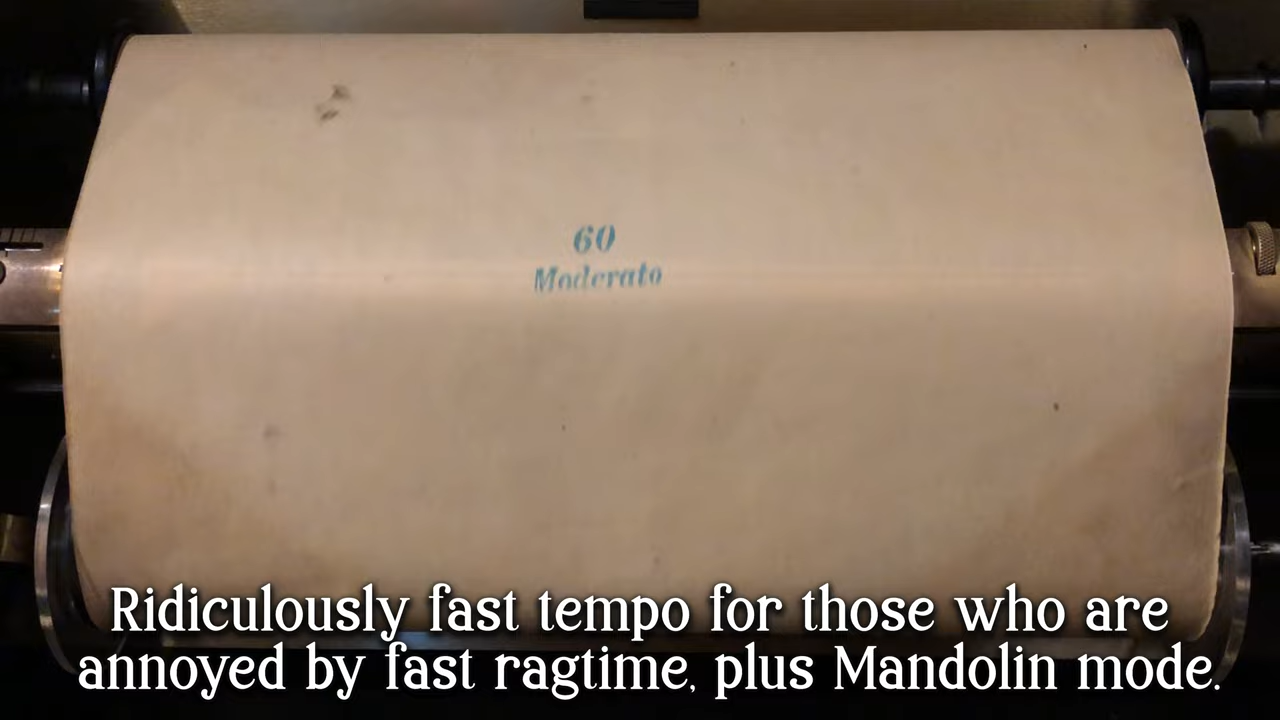 60
Moderato
Ridiculously fast tempo for those who are
annoyed by fast ragtime, plus Mandolin mode.